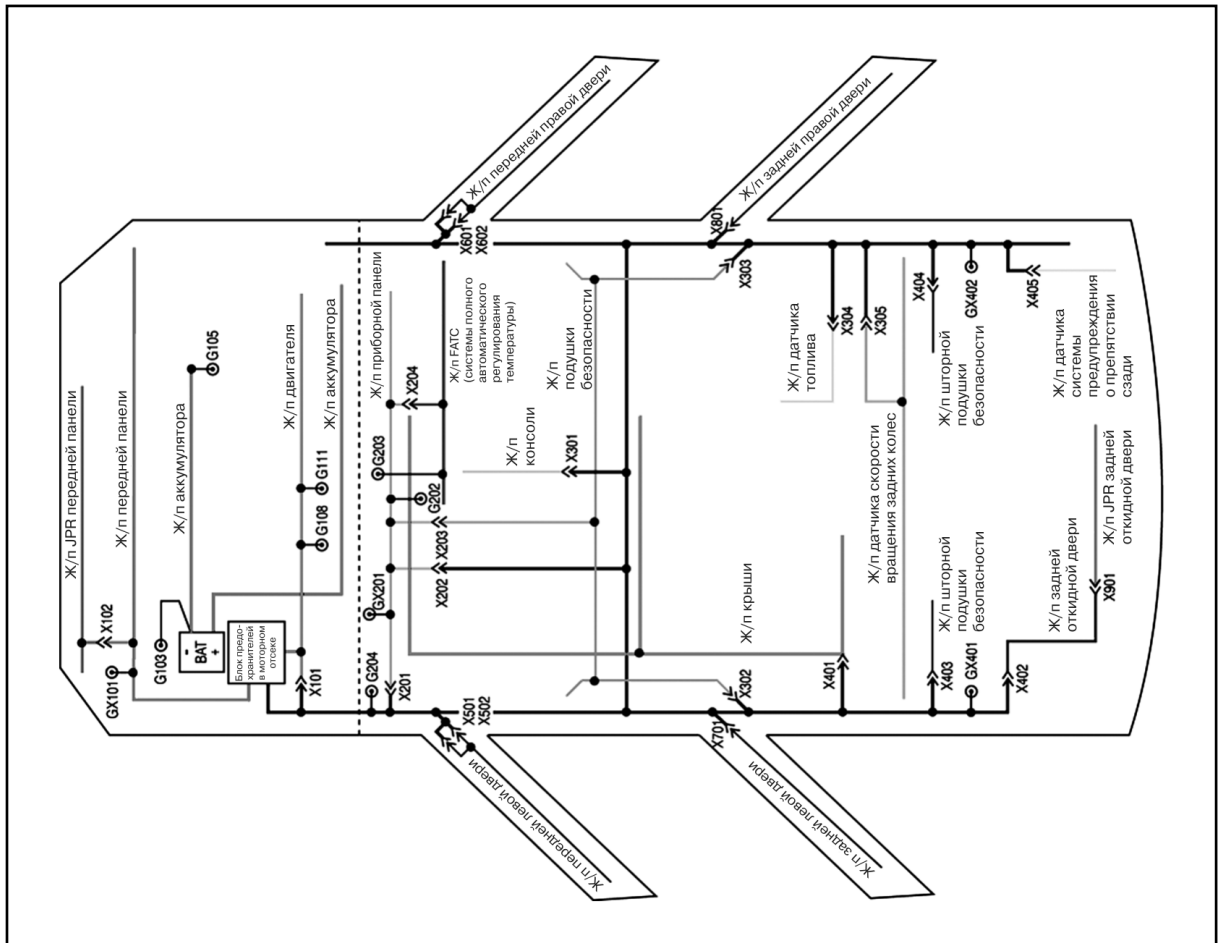 Ж/п JPR передней панели
Ж/п передней панели
X102
GX101
G103
BAT
-
+
Блок предо-
хранителей
в моторном
отсеке
Ж/п аккумулятора
G105
Ж/п двигателя
Ж/п аккумулятора
G111
G108
X101
Ж/п приборной панели
Ж/п FATC
(системы полного
автоматического
регулирования
температуры)
X204
G203
G202
X203
X202
GX201
G204
X201
X501
X502
X601
X602
Ж/п передней правой двери
Ж/п передней левой двери
Ж/п
подушки
безопасности
Ж/п
консоли
X301
Ж/п крыши
X302
X701
Ж/п задней левой двери
X801
X303
Ж/п задней правой двери
Ж/п датчика
топлива
X304
X305
X401
Ж/п датчика скорости
вращения задних колес
X404
GX402
Ж/п шторной
подушки
безопасности
X405
Ж/п датчика
системы
предупреждения
о препятствии
сзади
Ж/п шторной
подушки
безопасности
X403
GX401
X402
Ж/п задней
откидной двери
X901
Ж/п JPR задней
откидной двери